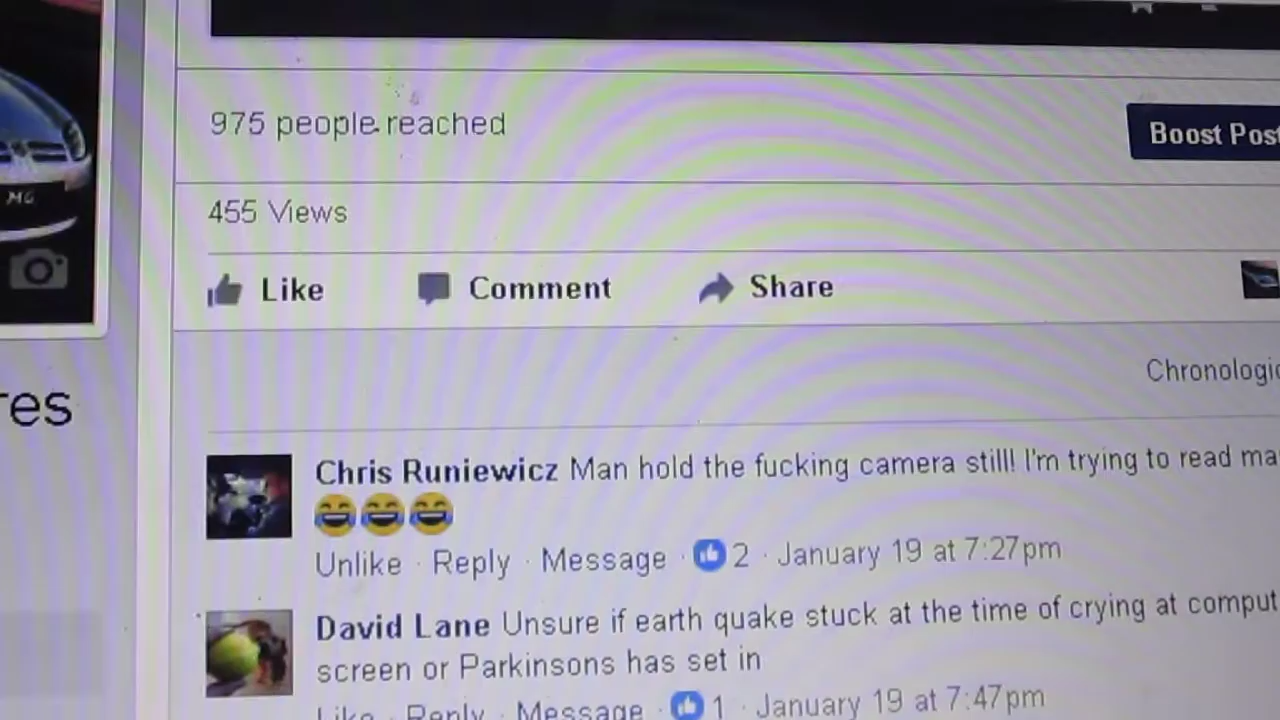 975 people reached
Boost Pos
455 Views
MG
Like Comment Share
res
Chronologic
Chris Runiewicz Man hold the fucking camera still! I'm trying to read ma
😂😂😂
Unlike · Reply · Message · 2 · January 19 at 7:27pm
David Lane Unsure if earth quake stuck at the time of crying at comput
screen or Parkinsons has set in
Like · Reply · Message · 1 · January 19 at 7:47pm